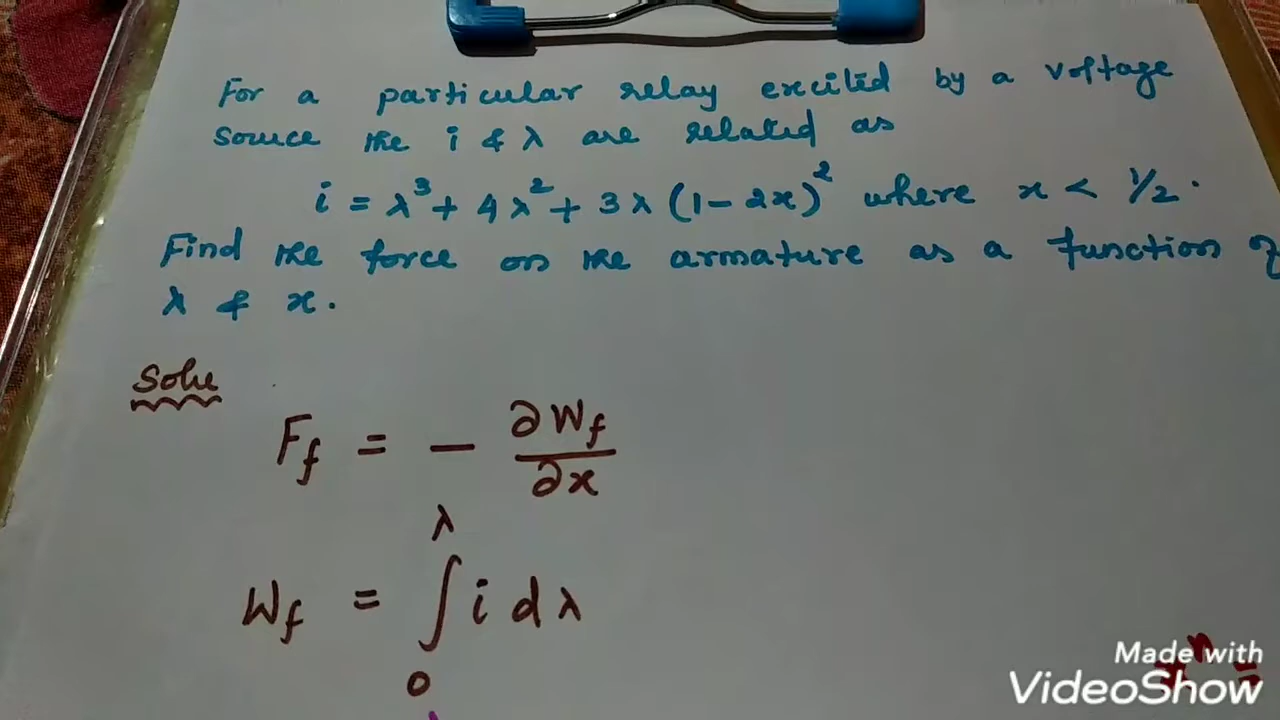 For a particular relay excited by a voltage
source the i & λ are related as
i = λ³ + 4λ² + 3λ (1-2x)² where x < 1/2.
Find the force on the armature as a function of
λ & x.
Solu
F_f = - ∂W_f / ∂x
W_f = ∫₀^λ i dλ
Made with
VideoShow